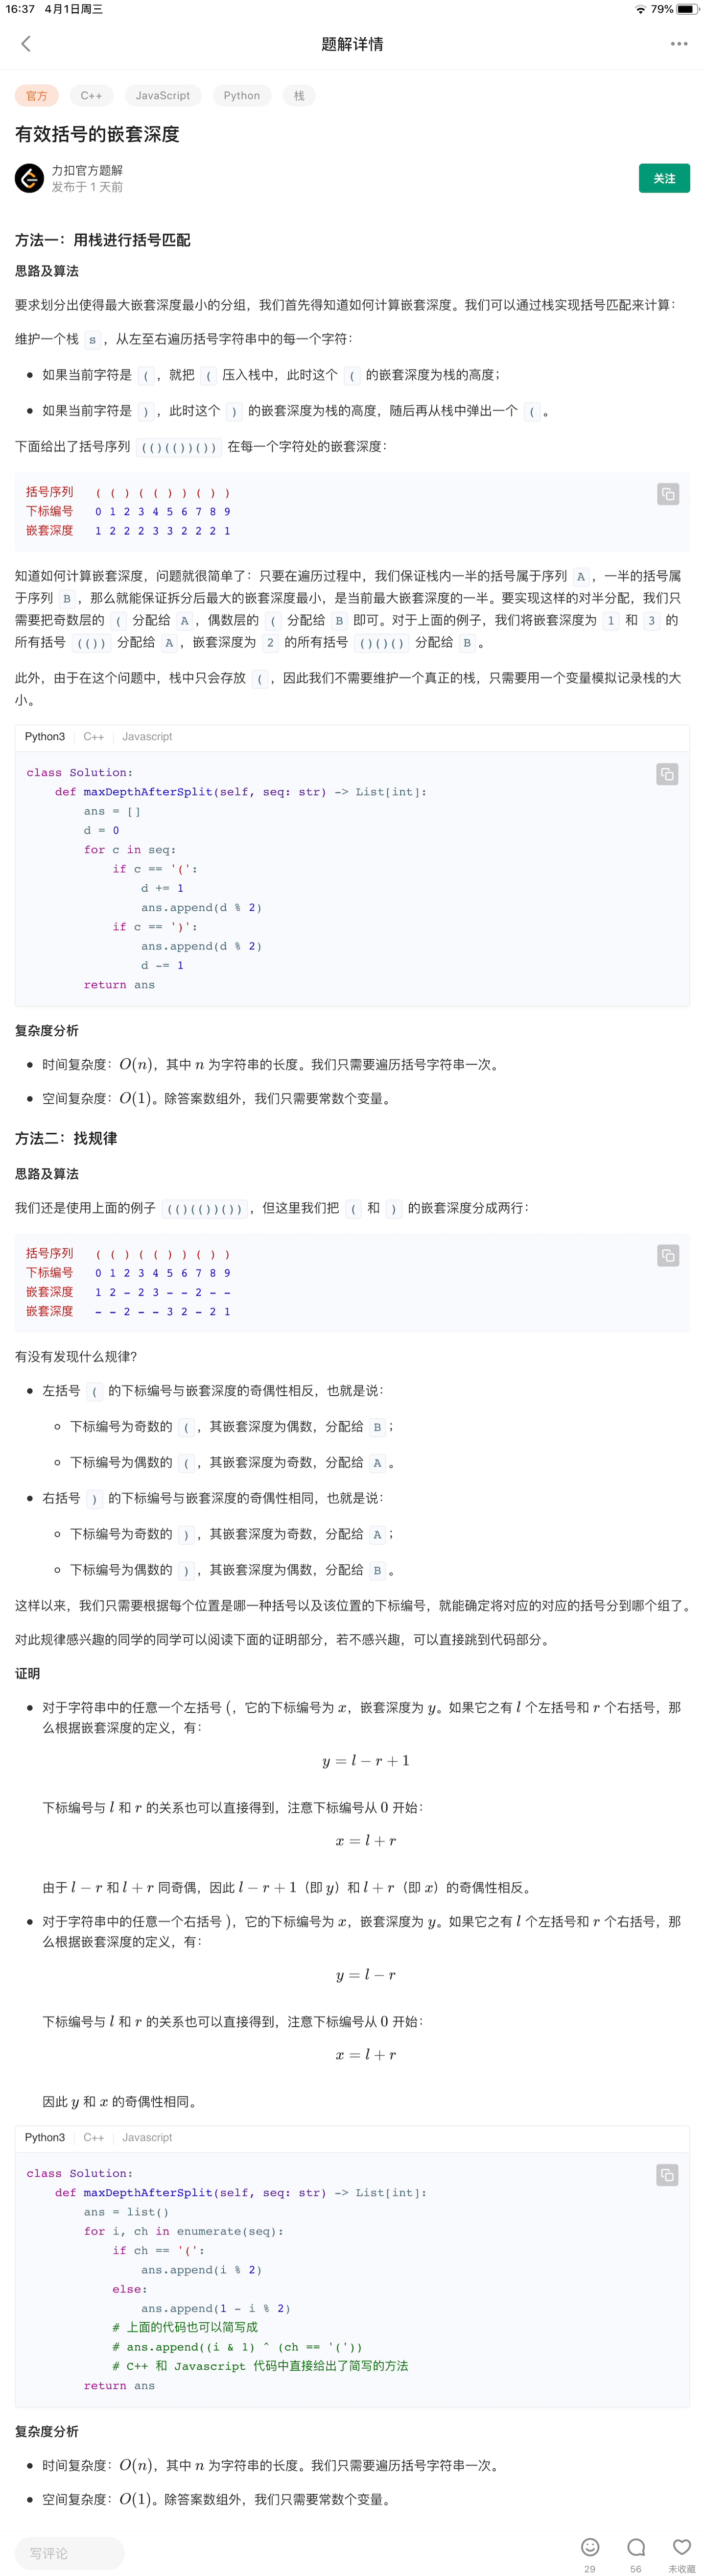 16:37 4月1日周三
79%
题解详情
官方 C++ JavaScript Python 栈
有效括号的嵌套深度
力扣官方题解
发布于 1 天前
关注
方法一：用栈进行括号匹配
思路及算法
要求划分出使得最大嵌套深度最小的分组，我们首先得知道如何计算嵌套深度。我们可以通过栈实现括号匹配来计算：
维护一个栈 s ，从左至右遍历括号字符串中的每一个字符：
如果当前字符是 ( ，就把 ( 压入栈中，此时这个 ( 的嵌套深度为栈的高度；
如果当前字符是 ) ，此时这个 ) 的嵌套深度为栈的高度，随后再从栈中弹出一个 ( 。
下面给出了括号序列 (()(())()) 在每一个字符处的嵌套深度：
括号序列 ( ( ) ( ( ) ) ( ) )
下标编号 0 1 2 3 4 5 6 7 8 9
嵌套深度 1 2 2 2 3 3 2 2 2 1
知道如何计算嵌套深度，问题就很简单了：只要在遍历过程中，我们保证栈内一半的括号属于序列 A ，一半的括号属
于序列 B ，那么就能保证拆分后最大的嵌套深度最小，是当前最大嵌套深度的一半。要实现这样的对半分配，我们只
需要把奇数层的 ( 分配给 A ，偶数层的 ( 分配给 B 即可。对于上面的例子，我们将嵌套深度为 1 和 3 的
所有括号 (()) 分配给 A ，嵌套深度为 2 的所有括号 ()()() 分配给 B 。
此外，由于在这个问题中，栈中只会存放 ( ，因此我们不需要维护一个真正的栈，只需要用一个变量模拟记录栈的大
小。
Python3 C++ Javascript
class Solution:
def maxDepthAfterSplit(self, seq: str) -> List[int]:
ans = []
d = 0
for c in seq:
if c == '(':
d += 1
ans.append(d % 2)
if c == ')':
ans.append(d % 2)
d -= 1
return ans
复杂度分析
时间复杂度：O(n)，其中 n 为字符串的长度。我们只需要遍历括号字符串一次。
空间复杂度：O(1)。除答案数组外，我们只需要常数个变量。
方法二：找规律
思路及算法
我们还是使用上面的例子 (()(())()) ，但这里我们把 ( 和 ) 的嵌套深度分成两行：
括号序列 ( ( ) ( ( ) ) ( ) )
下标编号 0 1 2 3 4 5 6 7 8 9
嵌套深度 1 2 - 2 3 - - 2 - -
嵌套深度 - - 2 - - 3 2 - 2 1
有没有发现什么规律？
左括号 ( 的下标编号与嵌套深度的奇偶性相反，也就是说：
下标编号为奇数的 ( ，其嵌套深度为偶数，分配给 B ；
下标编号为偶数的 ( ，其嵌套深度为奇数，分配给 A 。
右括号 ) 的下标编号与嵌套深度的奇偶性相同，也就是说：
下标编号为奇数的 ) ，其嵌套深度为奇数，分配给 A ；
下标编号为偶数的 ) ，其嵌套深度为偶数，分配给 B 。
这样以来，我们只需要根据每个位置是哪一种括号以及该位置的下标编号，就能确定将对应的对应的括号分到哪个组了。
对此规律感兴趣的同学的同学可以阅读下面的证明部分，若不感兴趣，可以直接跳到代码部分。
证明
对于字符串中的任意一个左括号 (，它的下标编号为 x，嵌套深度为 y。如果它之有 l 个左括号和 r 个右括号，那
么根据嵌套深度的定义，有：
y = l − r + 1
下标编号与 l 和 r 的关系也可以直接得到，注意下标编号从 0 开始：
x = l + r
由于 l − r 和 l + r 同奇偶，因此 l − r + 1（即 y）和 l + r（即 x）的奇偶性相反。
对于字符串中的任意一个右括号 )，它的下标编号为 x，嵌套深度为 y。如果它之有 l 个左括号和 r 个右括号，那
么根据嵌套深度的定义，有：
y = l − r
下标编号与 l 和 r 的关系也可以直接得到，注意下标编号从 0 开始：
x = l + r
因此 y 和 x 的奇偶性相同。
Python3 C++ Javascript
class Solution:
def maxDepthAfterSplit(self, seq: str) -> List[int]:
ans = list()
for i, ch in enumerate(seq):
if ch == '(':
ans.append(i % 2)
else:
ans.append(1 - i % 2)
# 上面的代码也可以简写成
# ans.append((i & 1) ^ (ch == '('))
# C++ 和 Javascript 代码中直接给出了简写的方法
return ans
复杂度分析
时间复杂度：O(n)，其中 n 为字符串的长度。我们只需要遍历括号字符串一次。
空间复杂度：O(1)。除答案数组外，我们只需要常数个变量。
写评论
29 56 未收藏